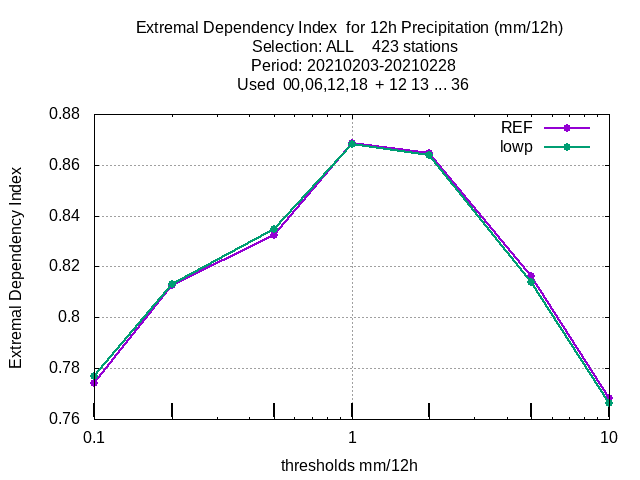 Extremal Dependency Index  for 12h Precipitation (mm/12h)
Selection: ALL    423 stations
Period: 20210203-20210228
Used  00,06,12,18  + 12 13 ... 36
REF
lowp
0.88
0.86
0.84
0.82
0.8
0.78
0.76
Extremal Dependency Index
0.1
1
10
thresholds mm/12h